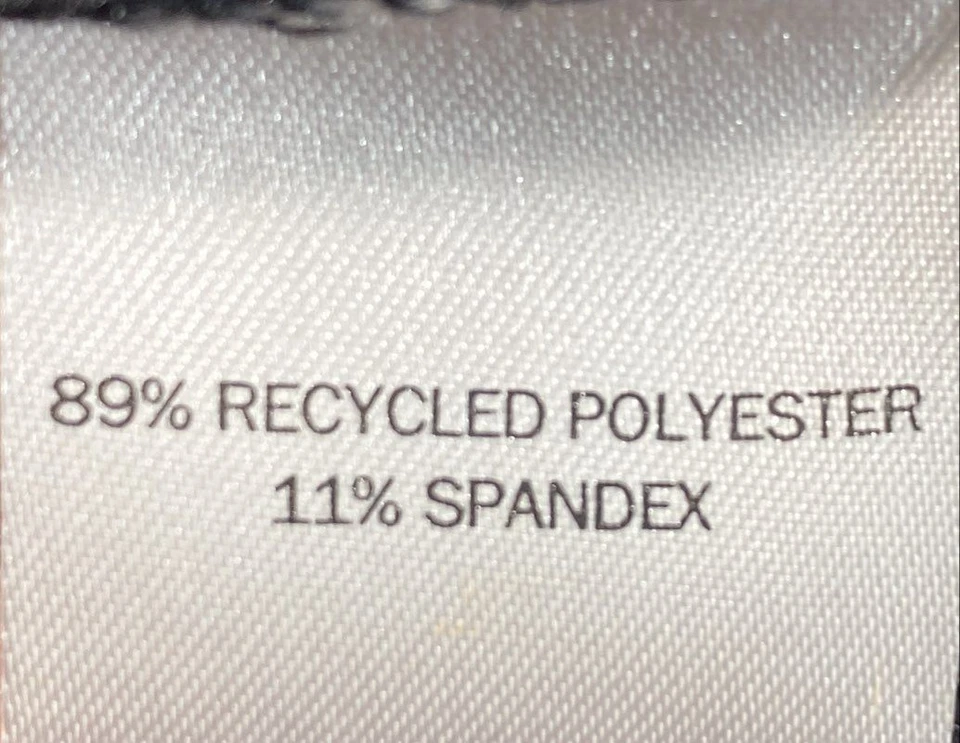 89% RECYCLED POLYESTER
11% SPANDEX